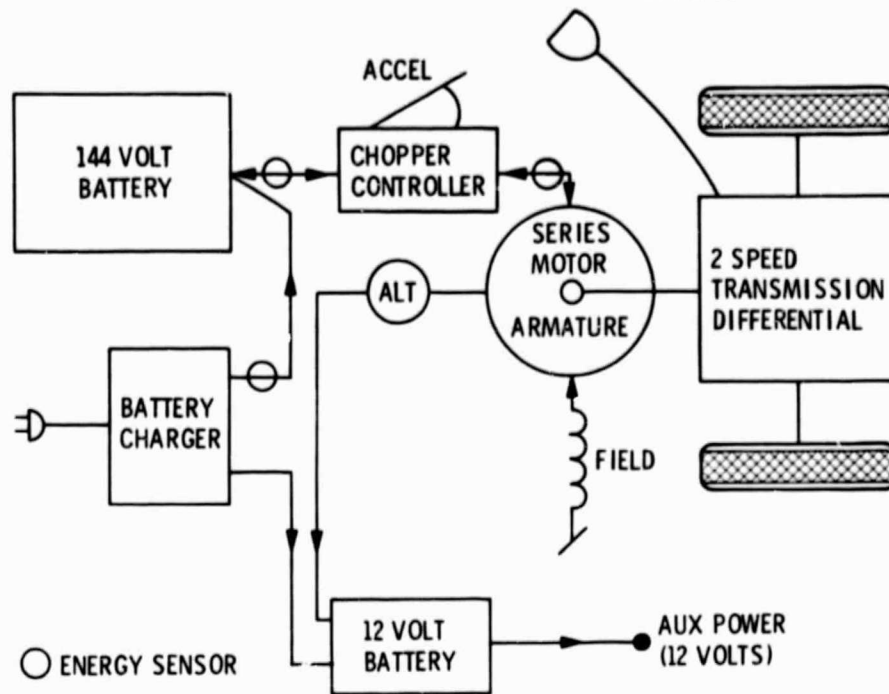 ACCEL
144 VOLT
BATTERY
CHOPPER
CONTROLLER
SERIES
MOTOR
ARMATURE
2 SPEED
TRANSMISSION
DIFFERENTIAL
ALT
BATTERY
CHARGER
FIELD
12 VOLT
BATTERY
AUX POWER
(12 VOLTS)
ENERGY SENSOR